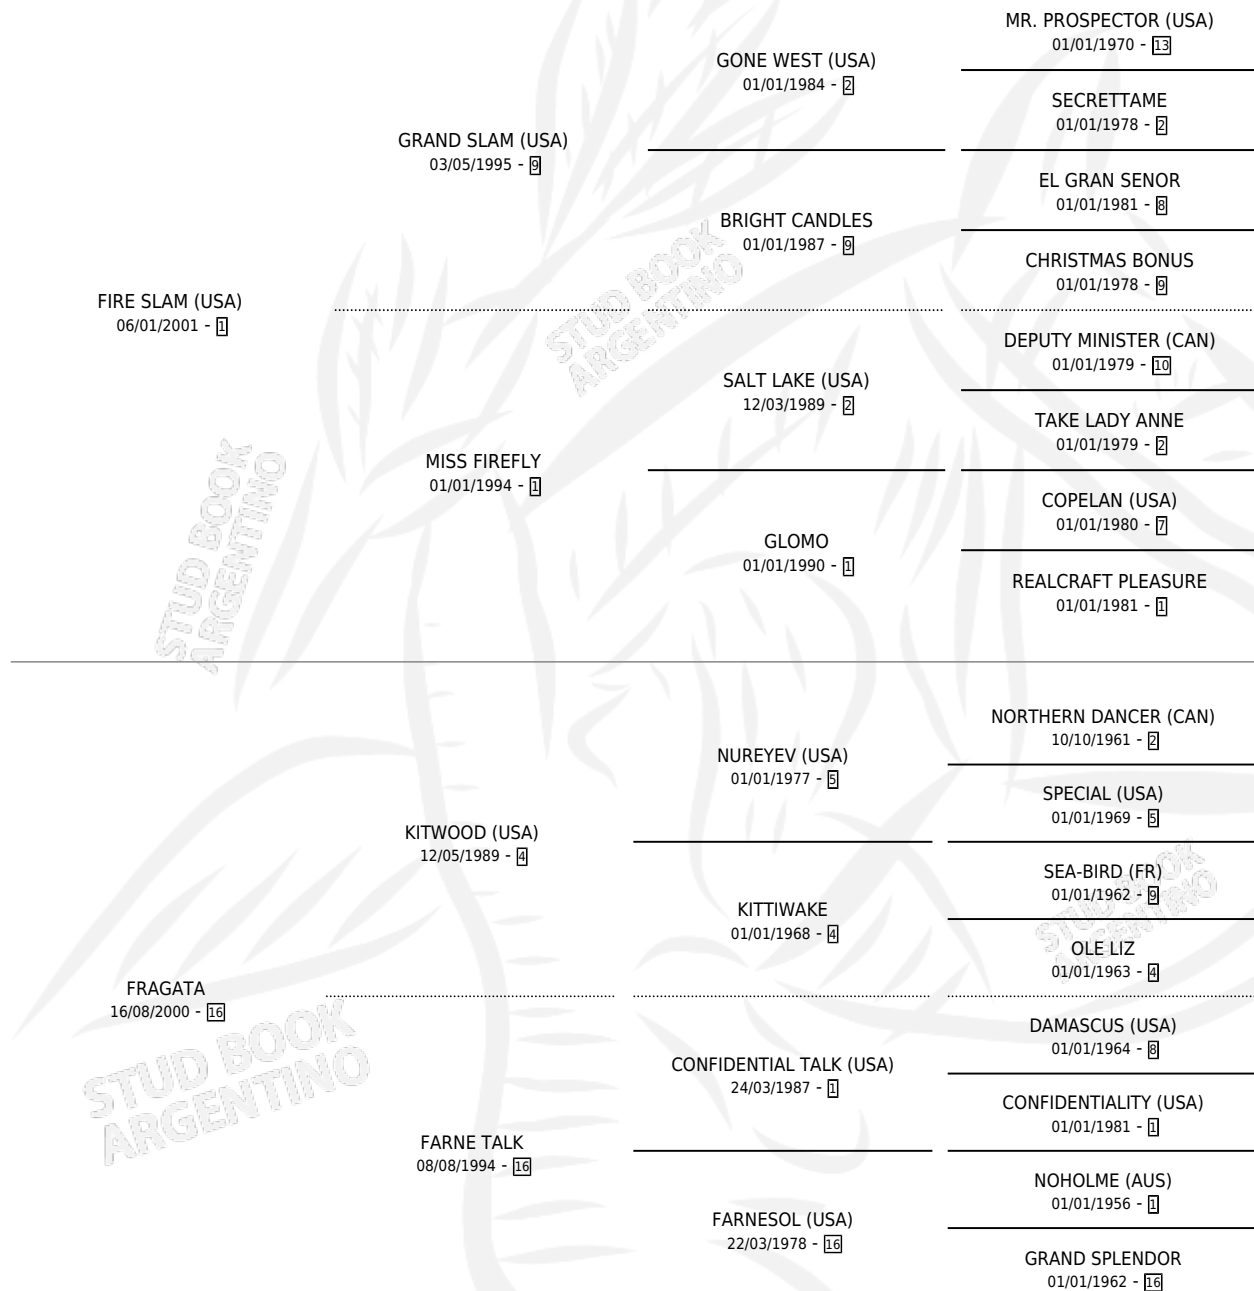 MR. PROSPECTOR (USA)
01/01/1970 - 13
GONE WEST (USA)
01/01/1984 - 2
SECRETTAME
01/01/1978 - 2
GRAND SLAM (USA)
03/05/1995 - 9
EL GRAN SENOR
01/01/1981 - 8
BRIGHT CANDLES
01/01/1987 - 9
CHRISTMAS BONUS
01/01/1978 - 9
FIRE SLAM (USA)
06/01/2001 - 1
DEPUTY MINISTER (CAN)
01/01/1979 - 10
SALT LAKE (USA)
12/03/1989 - 2
TAKE LADY ANNE
01/01/1979 - 2
MISS FIREFLY
01/01/1994 - 1
COPELAN (USA)
01/01/1980 - 7
GLOMO
01/01/1990 - 1
REALCRAFT PLEASURE
01/01/1981 - 1
NORTHERN DANCER (CAN)
10/10/1961 - 2
NUREYEV (USA)
01/01/1977 - 5
SPECIAL (USA)
01/01/1969 - 5
KITWOOD (USA)
12/05/1989 - 4
SEA-BIRD (FR)
01/01/1962 - 9
KITTIWAKE
01/01/1968 - 4
OLE LIZ
01/01/1963 - 4
FRAGATA
16/08/2000 - 16
DAMASCUS (USA)
01/01/1964 - 8
CONFIDENTIAL TALK (USA)
24/03/1987 - 1
CONFIDENTIALITY (USA)
01/01/1981 - 1
FARNE TALK
08/08/1994 - 16
NOHOLME (AUS)
01/01/1956 - 1
FARNESOL (USA)
22/03/1978 - 16
GRAND SPLENDOR
01/01/1962 - 16
STUD BOOK
ARGENTINO
STUD BOOK
ARGENTINO
STUD BOOK
ARGENTINO
STUD BOOK
ARGENTINO